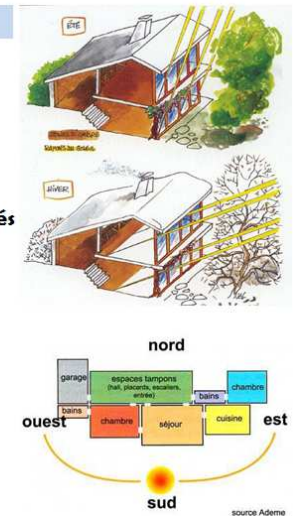 ÉTÉ
HIVER
és
nord
garage
espaces tampons
(hall, placards, escaliers,
entrée)
bains
chambre
bains
ouest
chambre
séjour
cuisine
est
sud
source Ademe